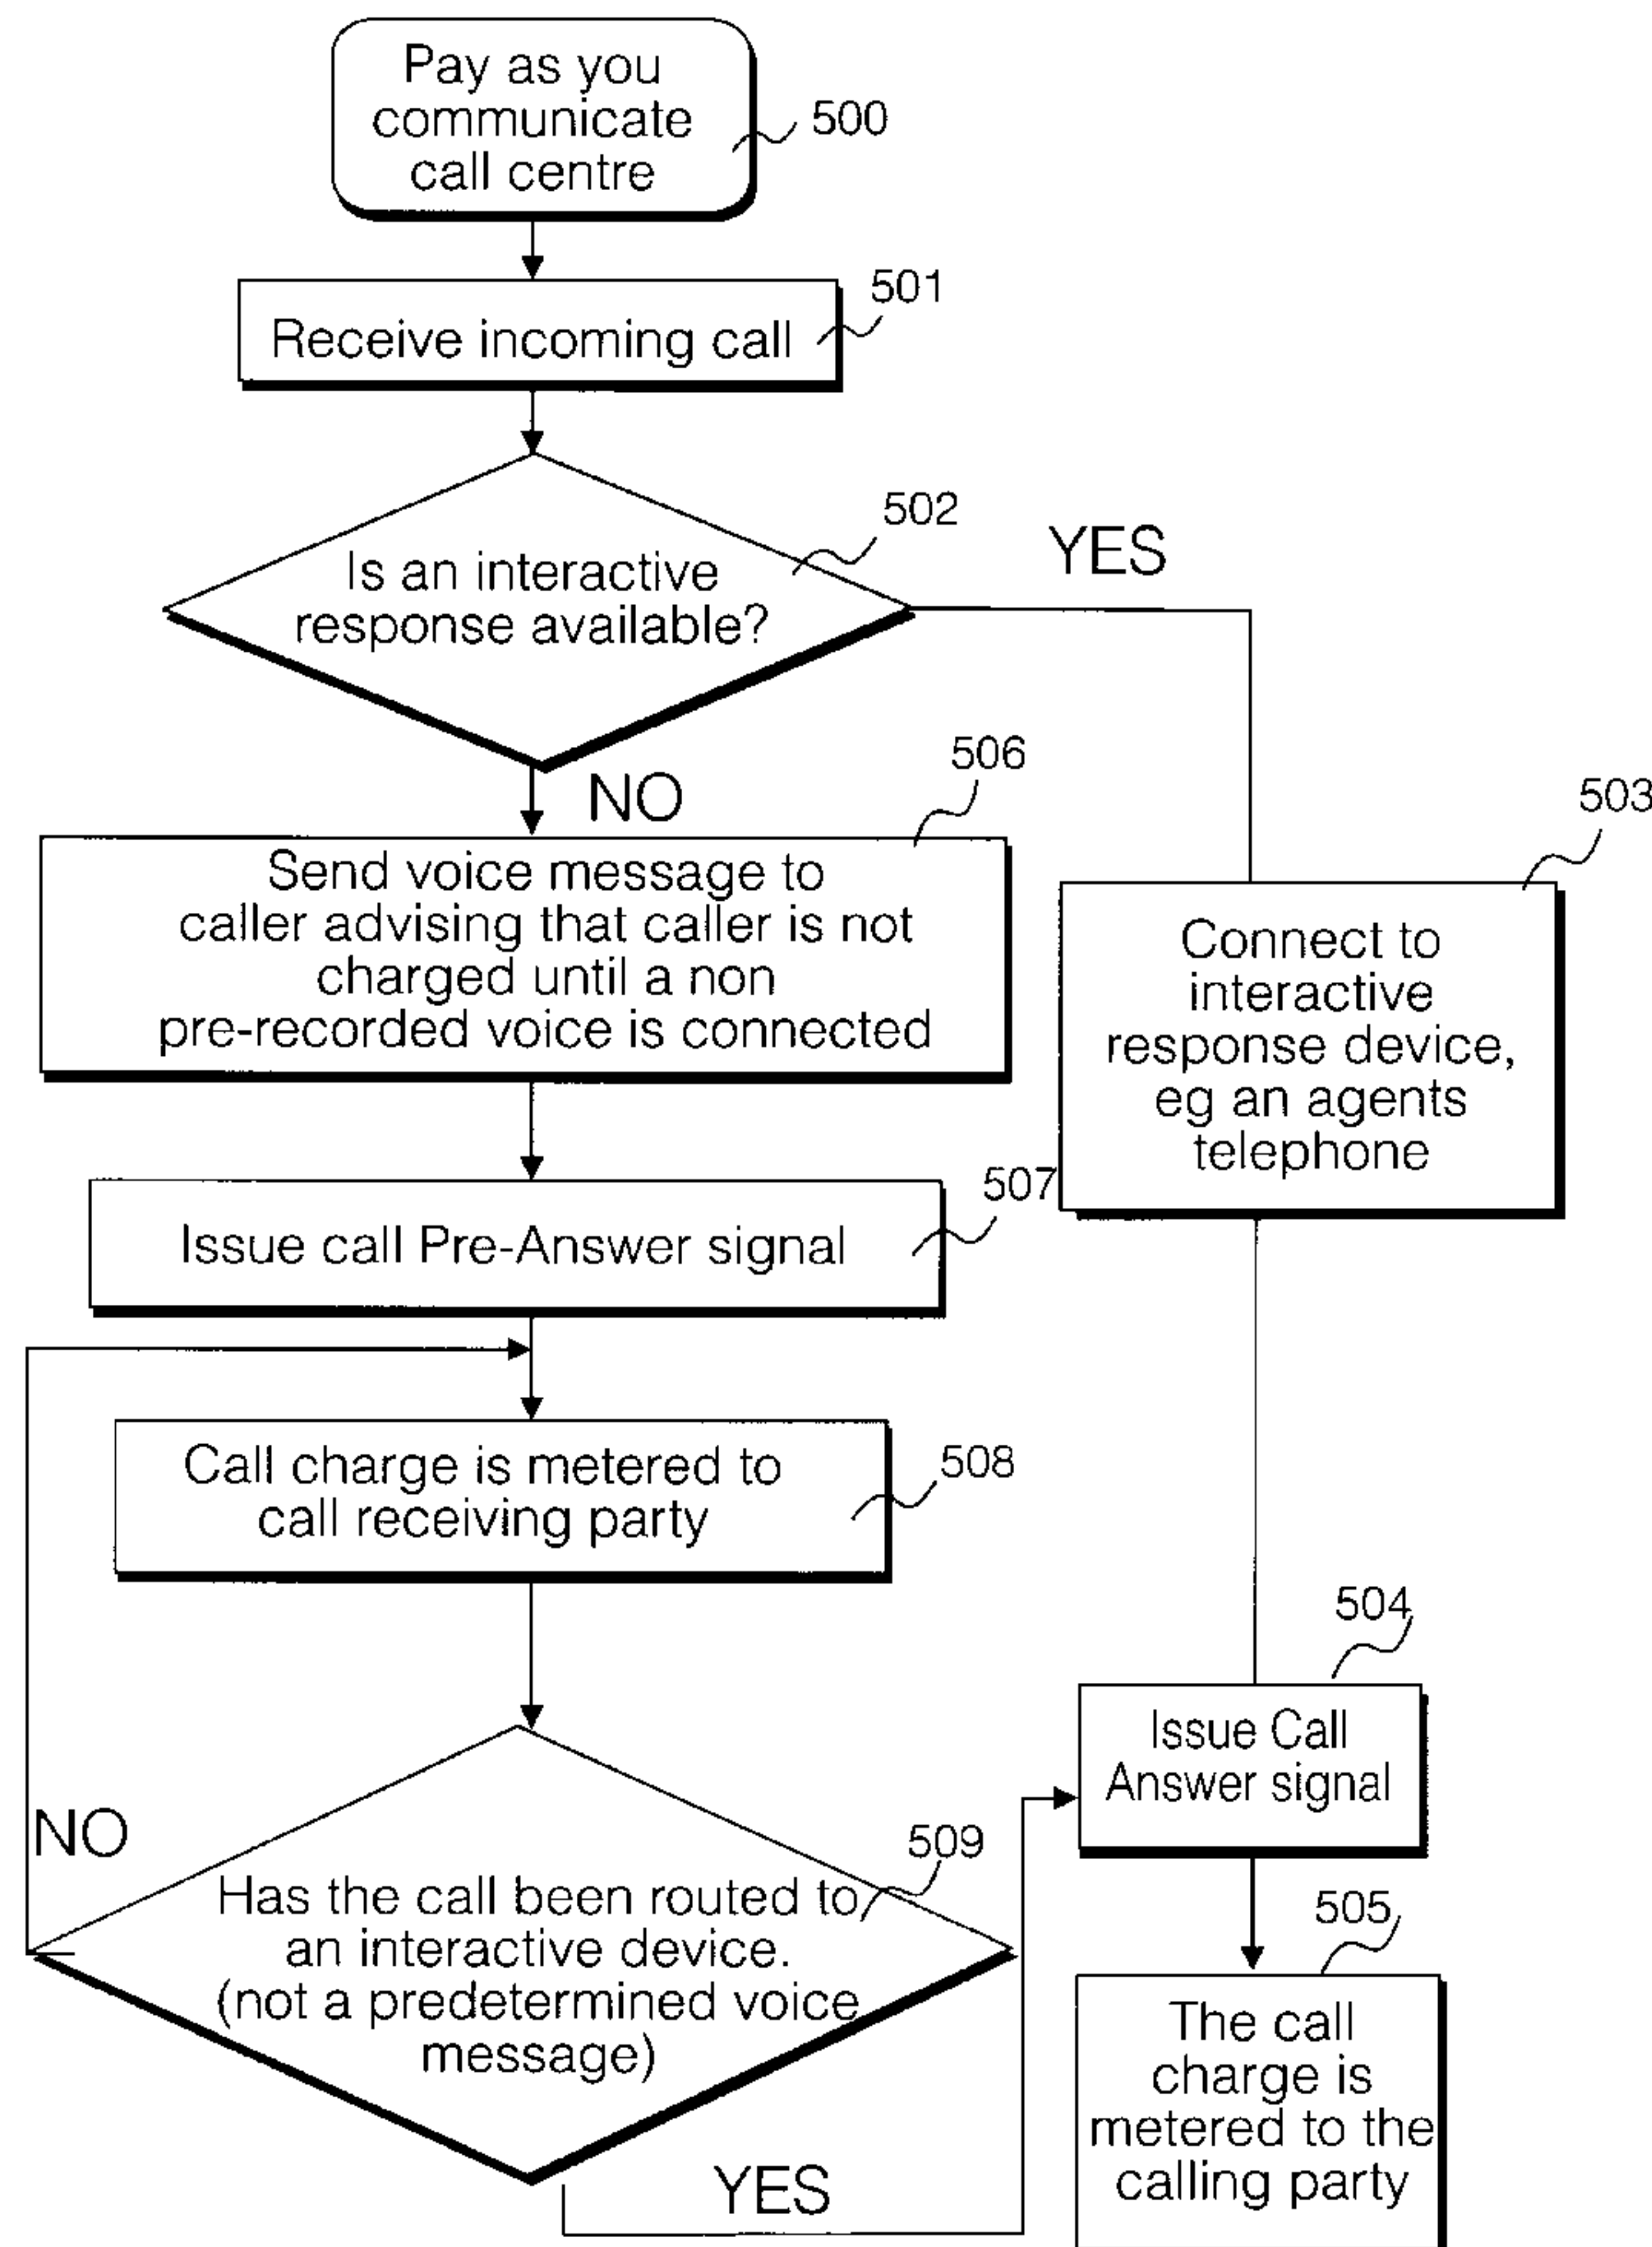 Pay as you
communicate
call centre
500
501
Receive incoming call
502
YES
Is an interactive
response available?
NO
506
503
Send voice message to
caller advising that caller is not
charged until a non
pre-recorded voice is connected
Connect to
interactive
response device,
eg an agents
telephone
507
Issue call Pre-Answer signal
Call charge is metered to
call receiving party
508
504
Issue Call
Answer signal
NO
509
Has the call been routed to
an interactive device.
(not a predetermined voice
message)
YES
505
The call
charge is
metered to the
calling party